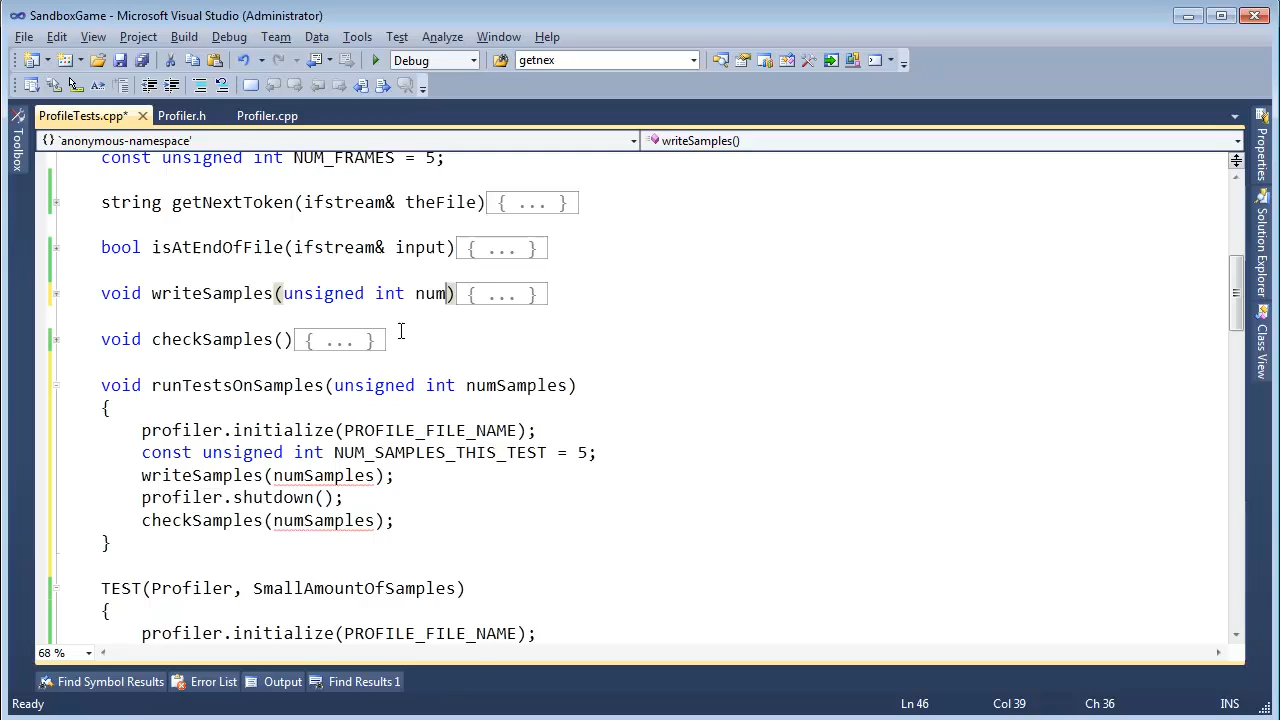 SandboxGame - Microsoft Visual Studio (Administrator)
File Edit View Project Build Debug Team Data Tools Test Analyze Window Help
Debug getnex
ProfileTests.cpp* Profiler.h Profiler.cpp
{} `anonymous-namespace' writeSamples()
const unsigned int NUM_FRAMES = 5;
string getNextToken(ifstream& theFile){ ... }
bool isAtEndOfFile(ifstream& input){ ... }
void writeSamples(unsigned int num){ ... }
void checkSamples(){ ... }
void runTestsOnSamples(unsigned int numSamples)
{
profiler.initialize(PROFILE_FILE_NAME);
const unsigned int NUM_SAMPLES_THIS_TEST = 5;
writeSamples(numSamples);
profiler.shutdown();
checkSamples(numSamples);
}
TEST(Profiler, SmallAmountOfSamples)
{
profiler.initialize(PROFILE_FILE_NAME);
68 %
Find Symbol Results Error List Output Find Results 1
Ready Ln 46 Col 39 Ch 36 INS
Toolbox
Properties
Solution Explorer
Class View